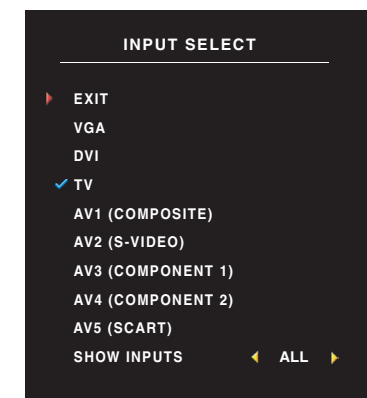 INPUT SELECT
EXIT
VGA
DVI
TV
AV1 (COMPOSITE)
AV2 (S-VIDEO)
AV3 (COMPONENT 1)
AV4 (COMPONENT 2)
AV5 (SCART)
SHOW INPUTS ALL